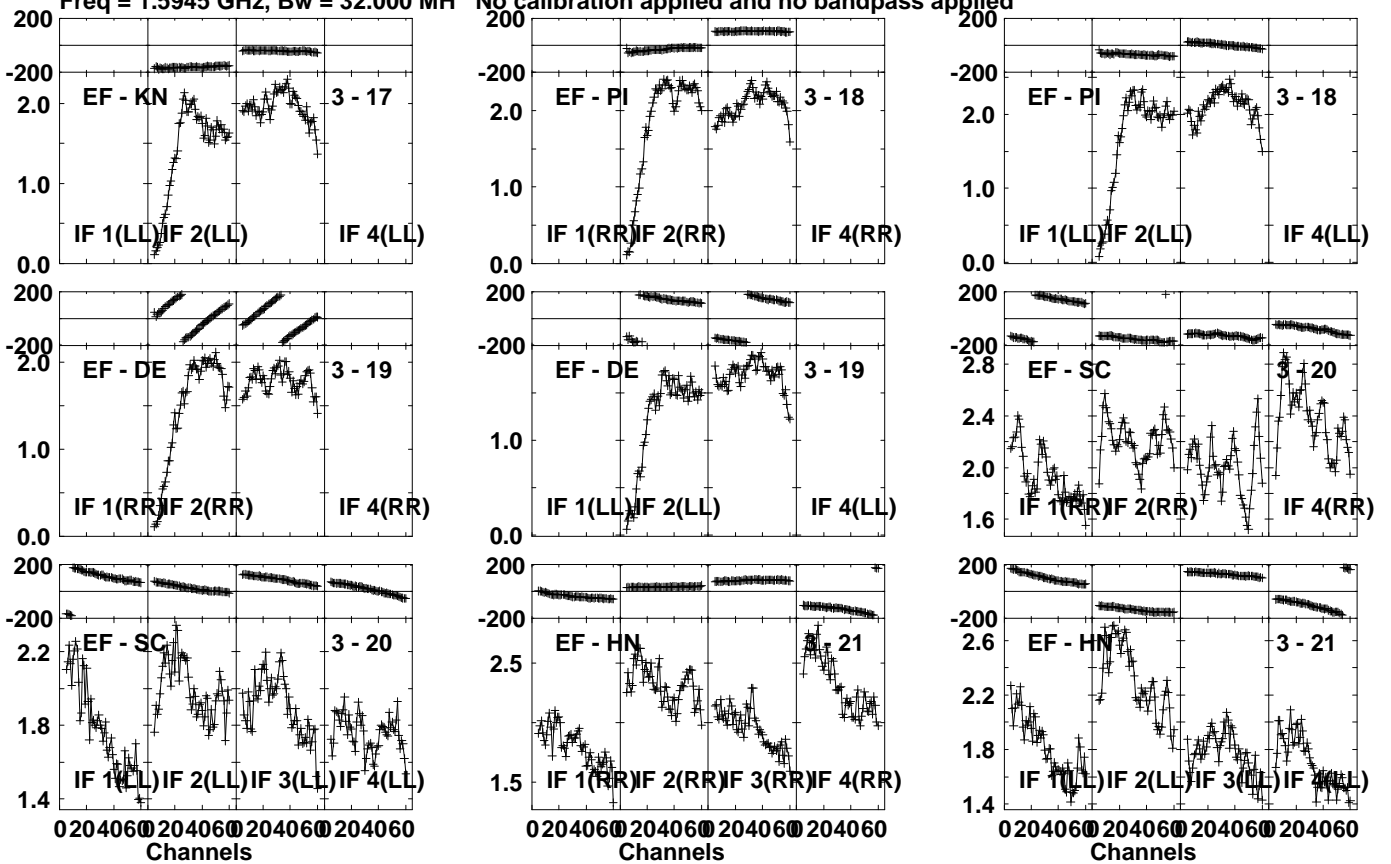 Freq = 1.5945 GHz, Bw = 32.000 MH No calibration applied and no bandpass applied
200
-200
EF - KN 3 - 17
2.0
1.0
0.0
IF 1(LL) IF 2(LL) IF 4(LL)
200
-200
EF - PI 3 - 18
2.0
1.0
0.0
IF 1(RR) IF 2(RR) IF 4(RR)
200
-200
EF - PI 3 - 18
2.0
1.0
0.0
IF 1(LL) IF 2(LL) IF 4(LL)
200
-200
EF - DE 3 - 19
2.0
1.0
0.0
IF 1(RR) IF 2(RR) IF 4(RR)
200
-200
EF - DE 3 - 19
2.0
1.0
0.0
IF 1(LL) IF 2(LL) IF 4(LL)
200
-200
EF - SC 3 - 20
2.8
2.4
2.0
1.6
IF 1(RR) IF 2(RR) IF 4(RR)
200
-200
EF - SC 3 - 20
2.2
1.8
1.4
IF 1(LL) IF 2(LL) IF 3(LL) IF 4(LL)
0 20 40 60 0 20 40 60 0 20 40 60 0 20 40 60
Channels
200
-200
EF - HN 3 - 21
2.5
1.5
IF 1(RR) IF 2(RR) IF 3(RR) IF 4(RR)
0 20 40 60 0 20 40 60 0 20 40 60 0 20 40 60
Channels
200
-200
EF - HN 3 - 21
2.6
2.2
1.8
1.4
IF 1(LL) IF 2(LL) IF 3(LL) IF 4(LL)
0 20 40 60 0 20 40 60 0 20 40 60 0 20 40 60
Channels